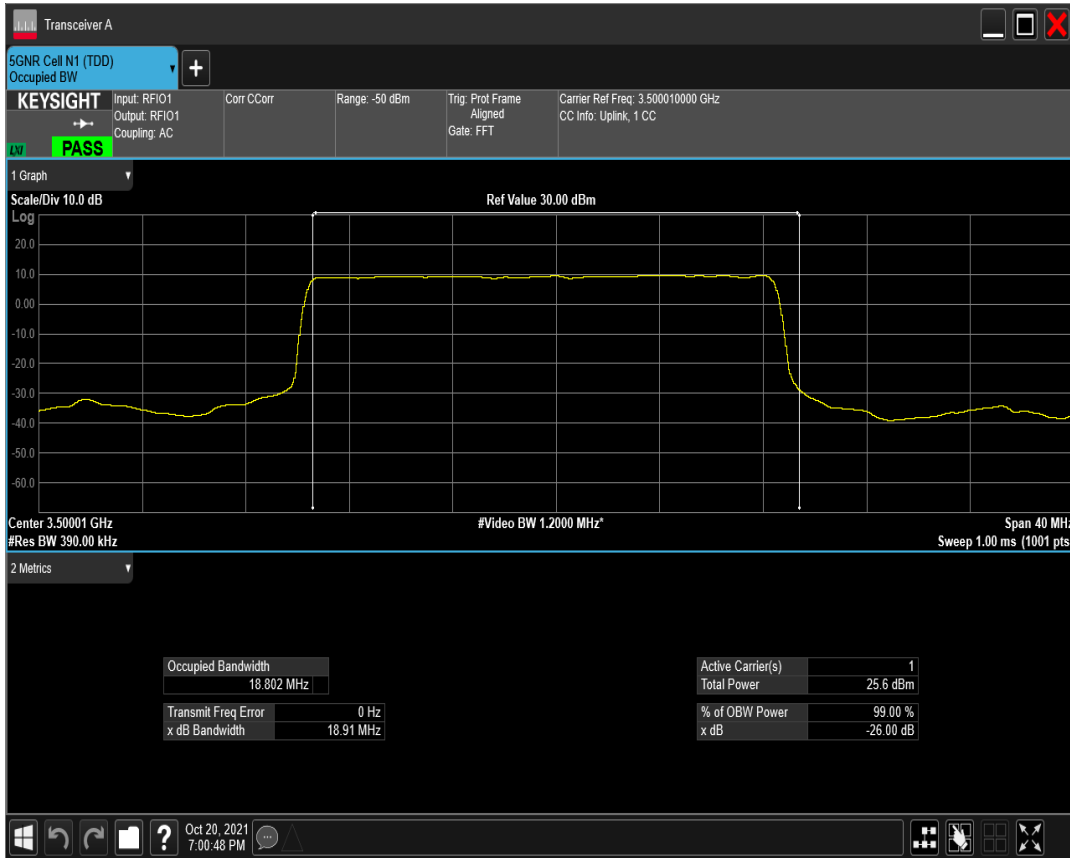 Transceiver A
5GNR Cell N1 (TDD)
Occupied BW
+
KEYSIGHT
LXI
PASS
Input: RFIO1
Output: RFIO1
Coupling: AC
Corr CCorr
Range: -50 dBm
Trig: Prot Frame
Aligned
Gate: FFT
Carrier Ref Freq: 3.500010000 GHz
CC Info: Uplink, 1 CC
1 Graph
Scale/Div 10.0 dB
Ref Value 30.00 dBm
Log
20.0
10.0
0.00
-10.0
-20.0
-30.0
-40.0
-50.0
-60.0
Center 3.50001 GHz
#Video BW 1.2000 MHz*
Span 40 MHz
#Res BW 390.00 kHz
Sweep 1.00 ms (1001 pts
2 Metrics
Occupied Bandwidth
18.802 MHz
Transmit Freq Error 0 Hz
x dB Bandwidth 18.91 MHz
Active Carrier(s) 1
Total Power 25.6 dBm
% of OBW Power 99.00 %
x dB -26.00 dB
?
Oct 20, 2021
7:00:48 PM